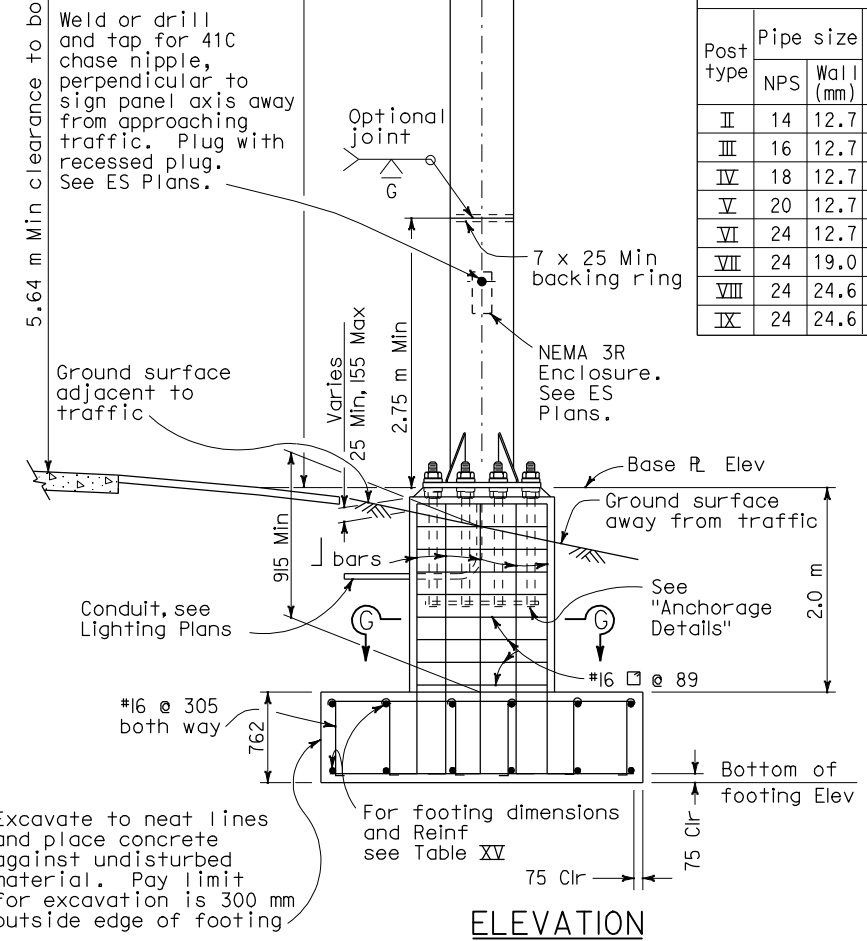 5.64 m Min clearance to bo
Weld or drill
and tap for 41C
chase nipple,
perpendicular to
sign panel axis away
from approaching
traffic. Plug with
recessed plug.
See ES Plans.
Optional
joint
G
7 x 25 Min
backing ring
Post
type
Pipe size
NPS
Wall
(mm)
II 14 12.7
III 16 12.7
IV 18 12.7
V 20 12.7
VI 24 12.7
VII 24 19.0
VIII 24 24.6
IX 24 24.6
Varies
25 Min, 155 Max
2.75 m Min
NEMA 3R
Enclosure.
See ES
Plans.
Ground surface
adjacent to
traffic
Base PL Elev
Ground surface
away from traffic
915 Min
bars
2.0 m
Conduit, see
Lighting Plans
See
"Anchorage
Details"
G
G
#16 @ 89
#16 @ 305
both way
762
Bottom of
footing Elev
75 Clr
75 Clr
For footing dimensions
and Reinf
see Table XV
Excavate to neat lines
and place concrete
against undisturbed
material. Pay limit
for excavation is 300 mm
outside edge of footing
ELEVATION